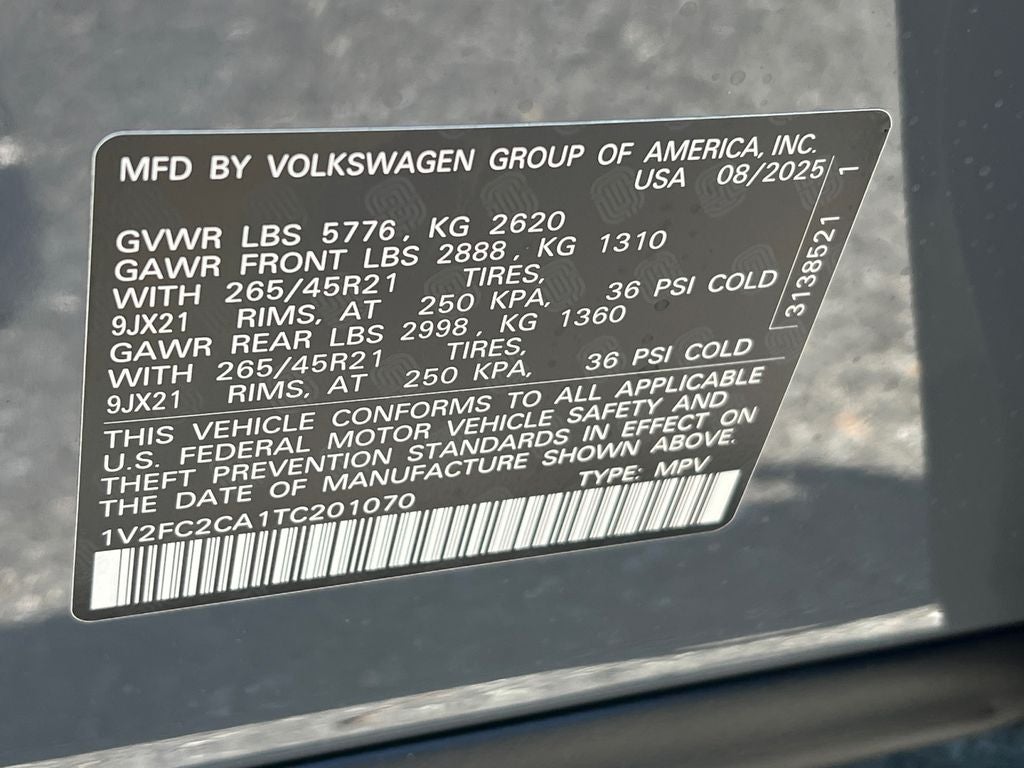 MFD BY VOLKSWAGEN GROUP OF AMERICA, INC.
USA 08/2025
GVWR LBS 5776, KG 2620
GAWR FRONT LBS 2888, KG 1310
WITH 265/45R21 TIRES,
9JX21 RIMS, AT 250 KPA, 36 PSI COLD
GAWR REAR LBS 2998, KG 1360
WITH 265/45R21 TIRES,
9JX21 RIMS, AT 250 KPA, 36 PSI COLD
THIS VEHICLE CONFORMS TO ALL APPLICABLE
U.S. FEDERAL MOTOR VEHICLE SAFETY AND
THEFT PREVENTION STANDARDS IN EFFECT ON
THE DATE OF MANUFACTURE SHOWN ABOVE.
1V2FC2CA1TC201070 TYPE: MPV
3138521 1